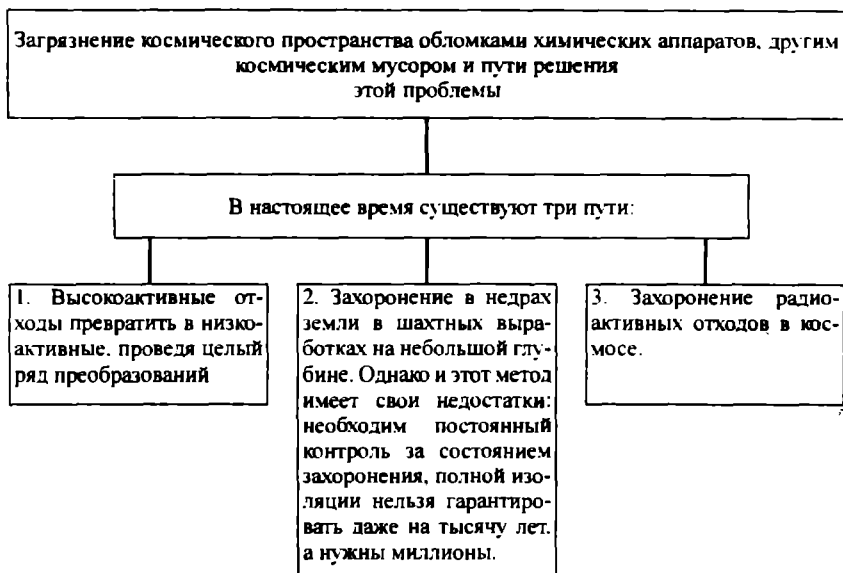 Загрязнение космического пространства обломками химических аппаратов, другим
космическим мусором и пути решения
этой проблемы
В настоящее время существуют три пути:
1. Высокоактивные от-
ходы превратить в низко-
активные, проведя целый
ряд преобразований
2. Захоронение в недрах
земли в шахтных выра-
ботках на небольшой глу-
бине. Однако и этот метод
имеет свои недостатки:
необходим постоянный
контроль за состоянием
захоронения, полной изо-
ляции нельзя гарантиро-
вать даже на тысячу лет,
а нужны миллионы.
3. Захоронение радио-
активных отходов в кос-
мосе.